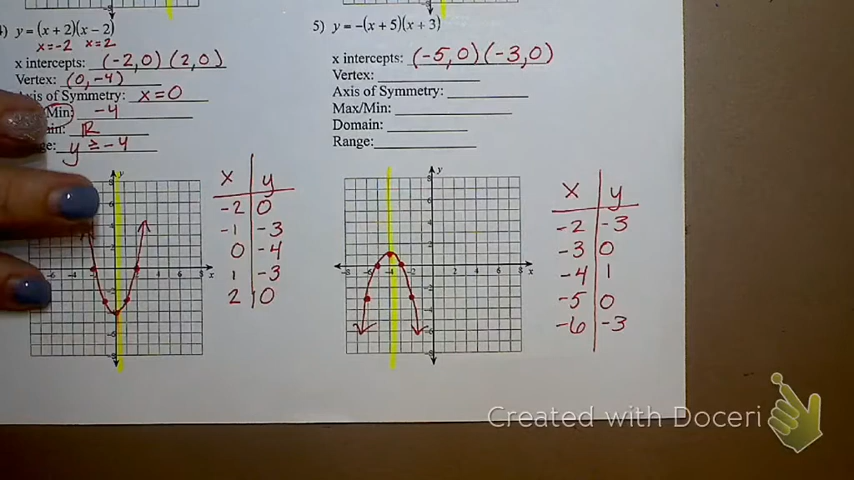 y = (x + 2)(x − 2)
x=-2 x=2
x intercepts: (-2,0) (2,0)
Vertex: (0,-4)
Axis of Symmetry: x=0
Min: -4
ℝ
y ≥ -4
x y
-2 0
-1 -3
0 -4
1 -3
2 0
5) y = −(x + 5)(x + 3)
x intercepts: (-5,0) (-3,0)
Vertex:
Axis of Symmetry:
Max/Min:
Domain:
Range:
x y
-2 -3
-3 0
-4 1
-5 0
-6 -3
Created with Doceri